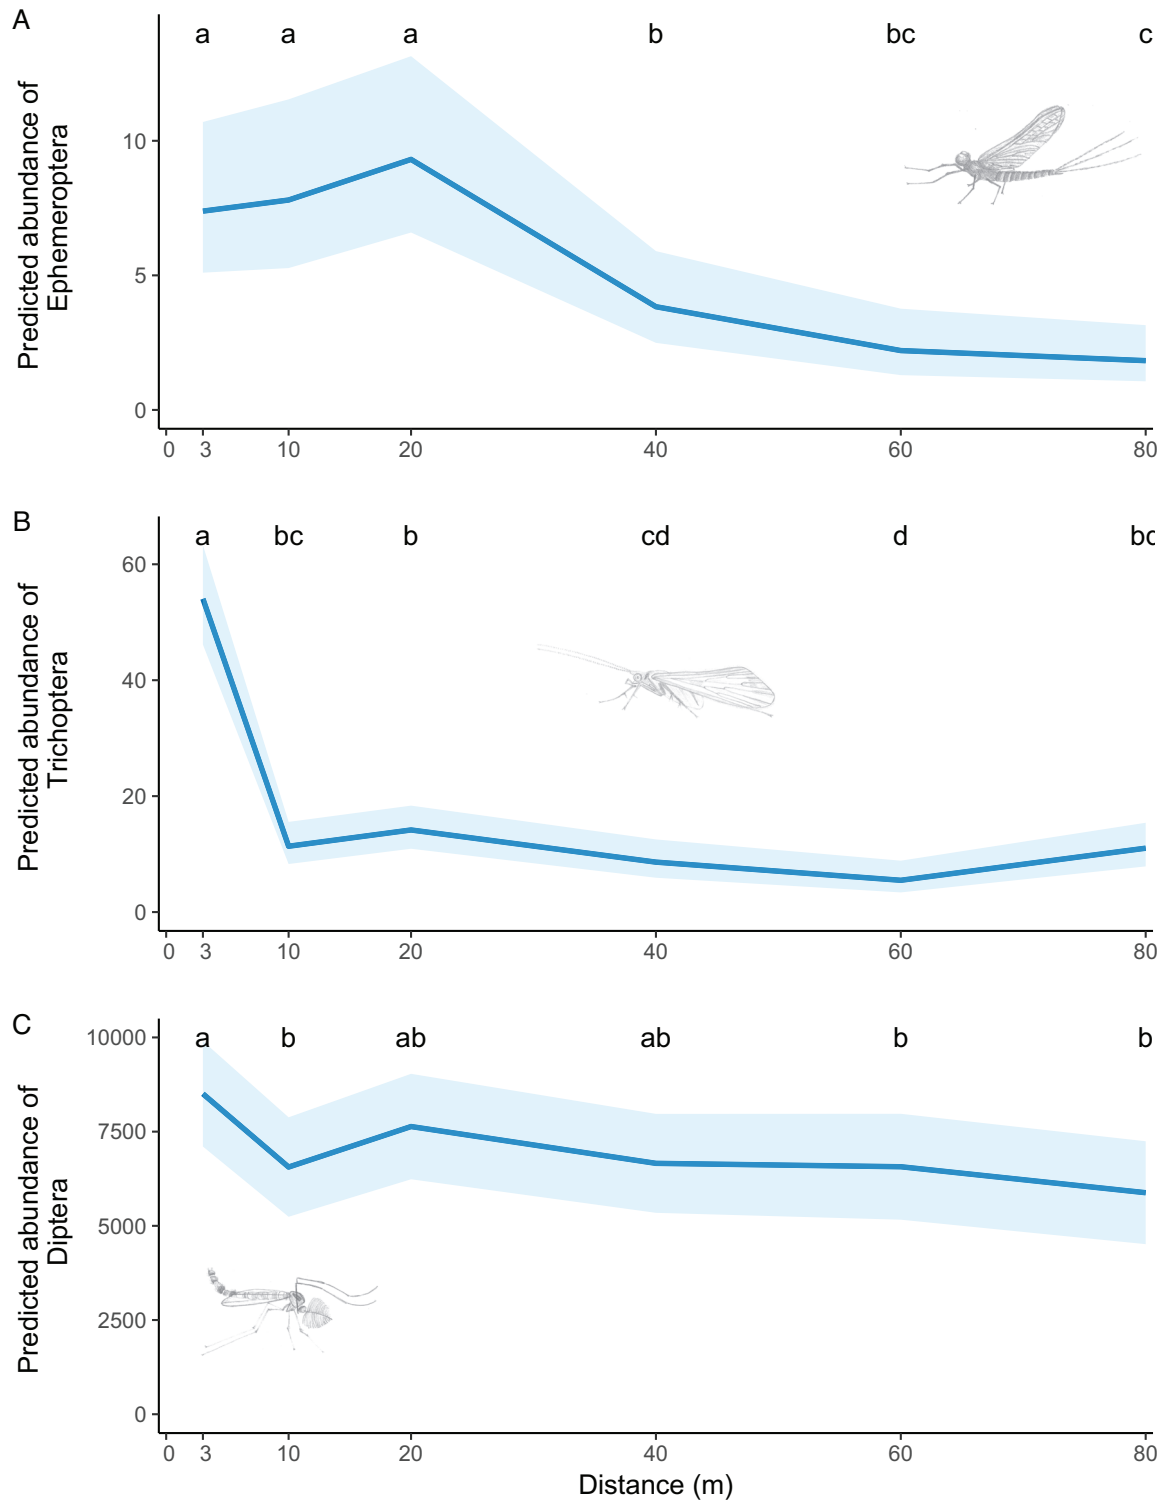 A
a a a b bc c
Predicted abundance of
Ephemeroptera
10
5
0
0 3 10 20 40 60 80
B
a bc b cd d
Predicted abundance of
Trichoptera
60
40
20
0
0 3 10 20 40 60 80
C
a b ab ab b b
Predicted abundance of
Diptera
10000
7500
5000
2500
0
0 3 10 20 40 60 80
Distance (m)